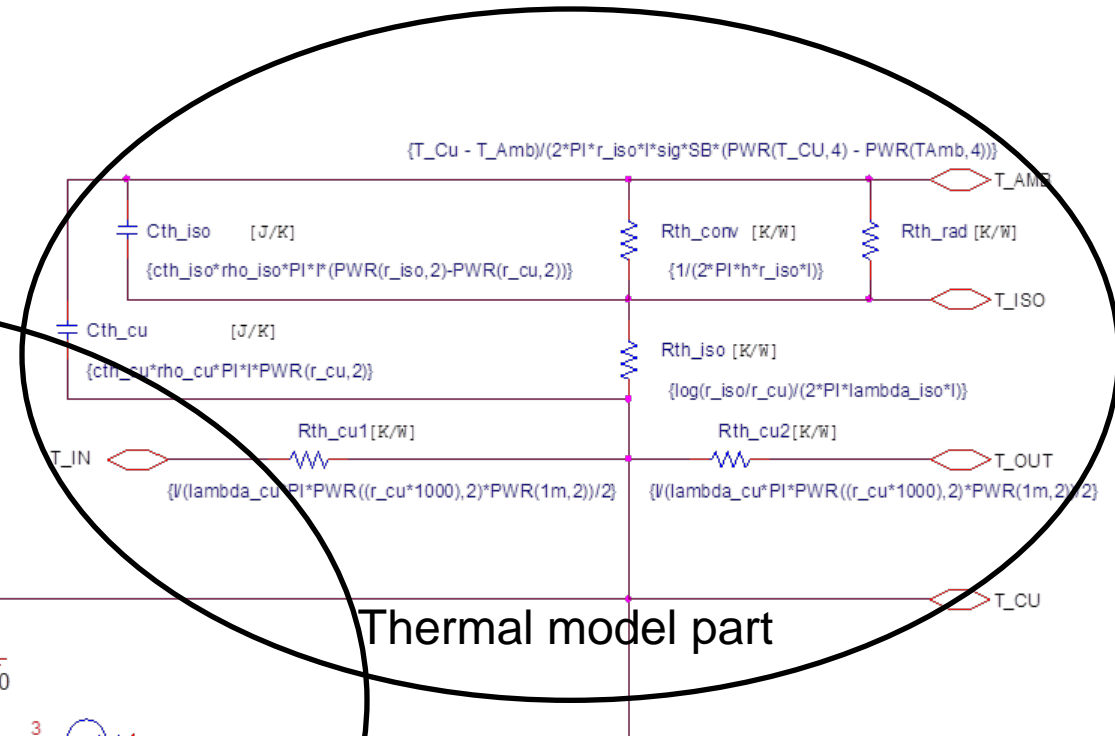 {T_Cu - T_Amb)/(2*PI*r_iso*l*sig*SB*(PWR(T_CU,4) - PWR(TAmb,4))}
T_AMB
Cth_iso [J/K]
Rth_conv [K/W]
Rth_rad [K/W]
{cth_iso*rho_iso*PI*l*(PWR(r_iso,2)-PWR(r_cu,2))}
{1/(2*PI*h*r_iso*l)}
T_ISO
Cth_cu [J/K]
Rth_iso [K/W]
{cth_cu*rho_cu*PI*l*PWR(r_cu,2)}
{log(r_iso/r_cu)/(2*PI*lambda_iso*l)}
Rth_cu1[K/W]
Rth_cu2[K/W]
T_IN
T_OUT
{l/(lambda_cu*PI*PWR((r_cu*1000),2)*PWR(1m,2))/2}
{l/(lambda_cu*PI*PWR((r_cu*1000),2)*PWR(1m,2))/2}
T_CU
Thermal model part
0
3